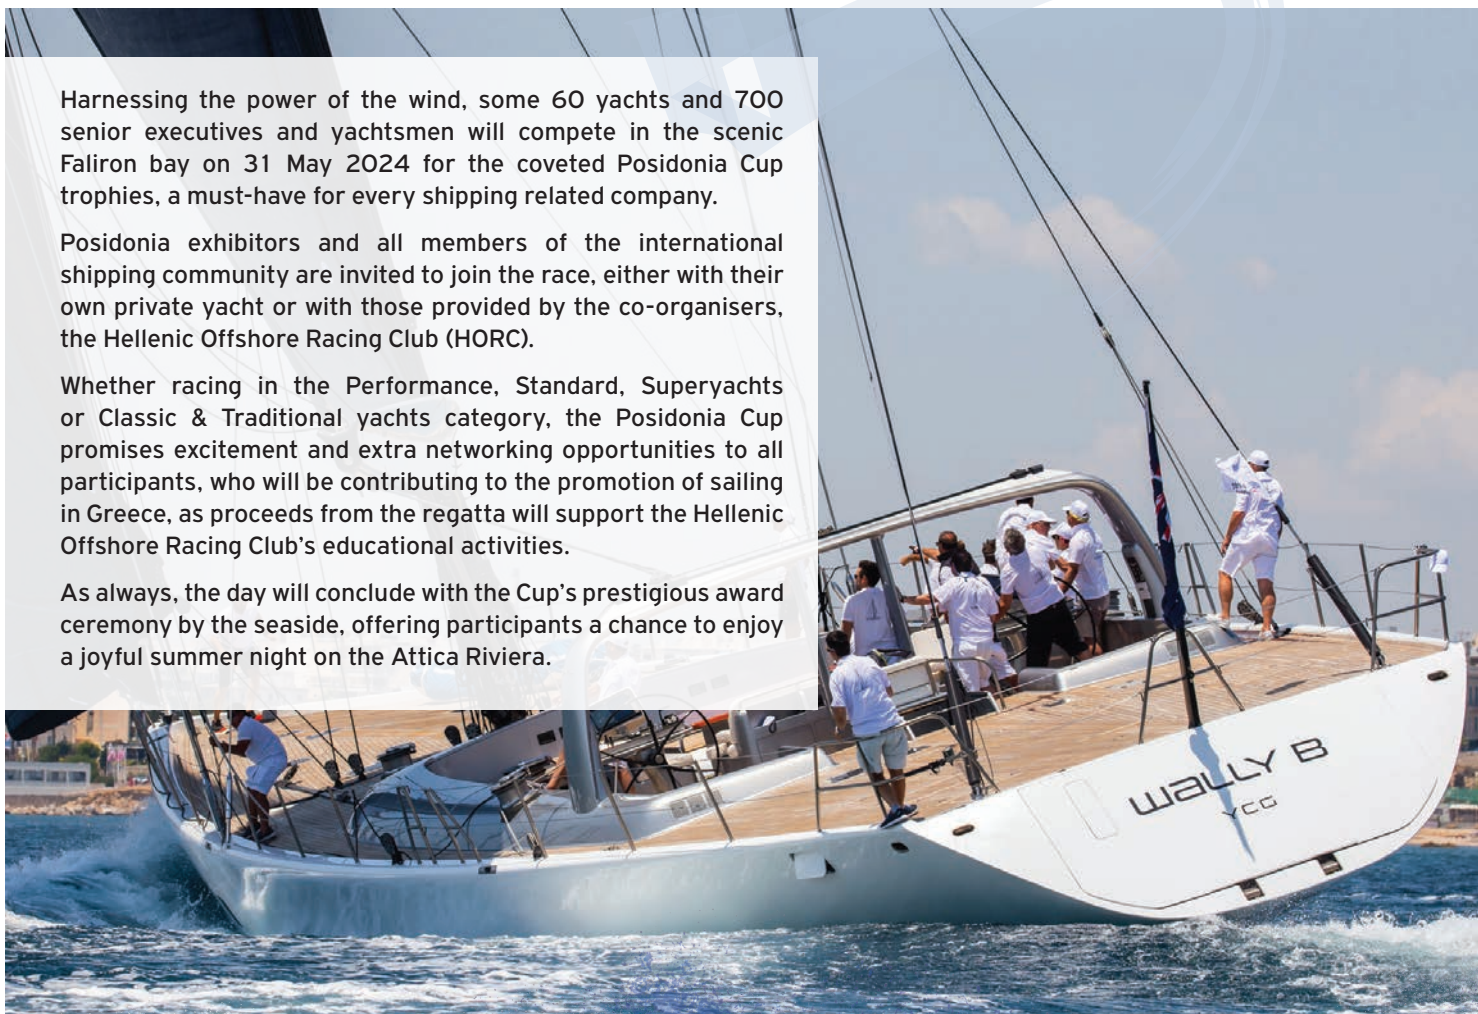 Harnessing the power of the wind, some 60 yachts and 700
senior executives and yachtsmen will compete in the scenic
Faliron bay on 31 May 2024 for the coveted Posidonia Cup
trophies, a must-have for every shipping related company.
Posidonia exhibitors and all members of the international
shipping community are invited to join the race, either with their
own private yacht or with those provided by the co-organisers,
the Hellenic Offshore Racing Club (HORC).
Whether racing in the Performance, Standard, Superyachts
or Classic & Traditional yachts category, the Posidonia Cup
promises excitement and extra networking opportunities to all
participants, who will be contributing to the promotion of sailing
in Greece, as proceeds from the regatta will support the Hellenic
Offshore Racing Club's educational activities.
As always, the day will conclude with the Cup's prestigious award
ceremony by the seaside, offering participants a chance to enjoy
a joyful summer night on the Attica Riviera.
WaLLY B
YCG